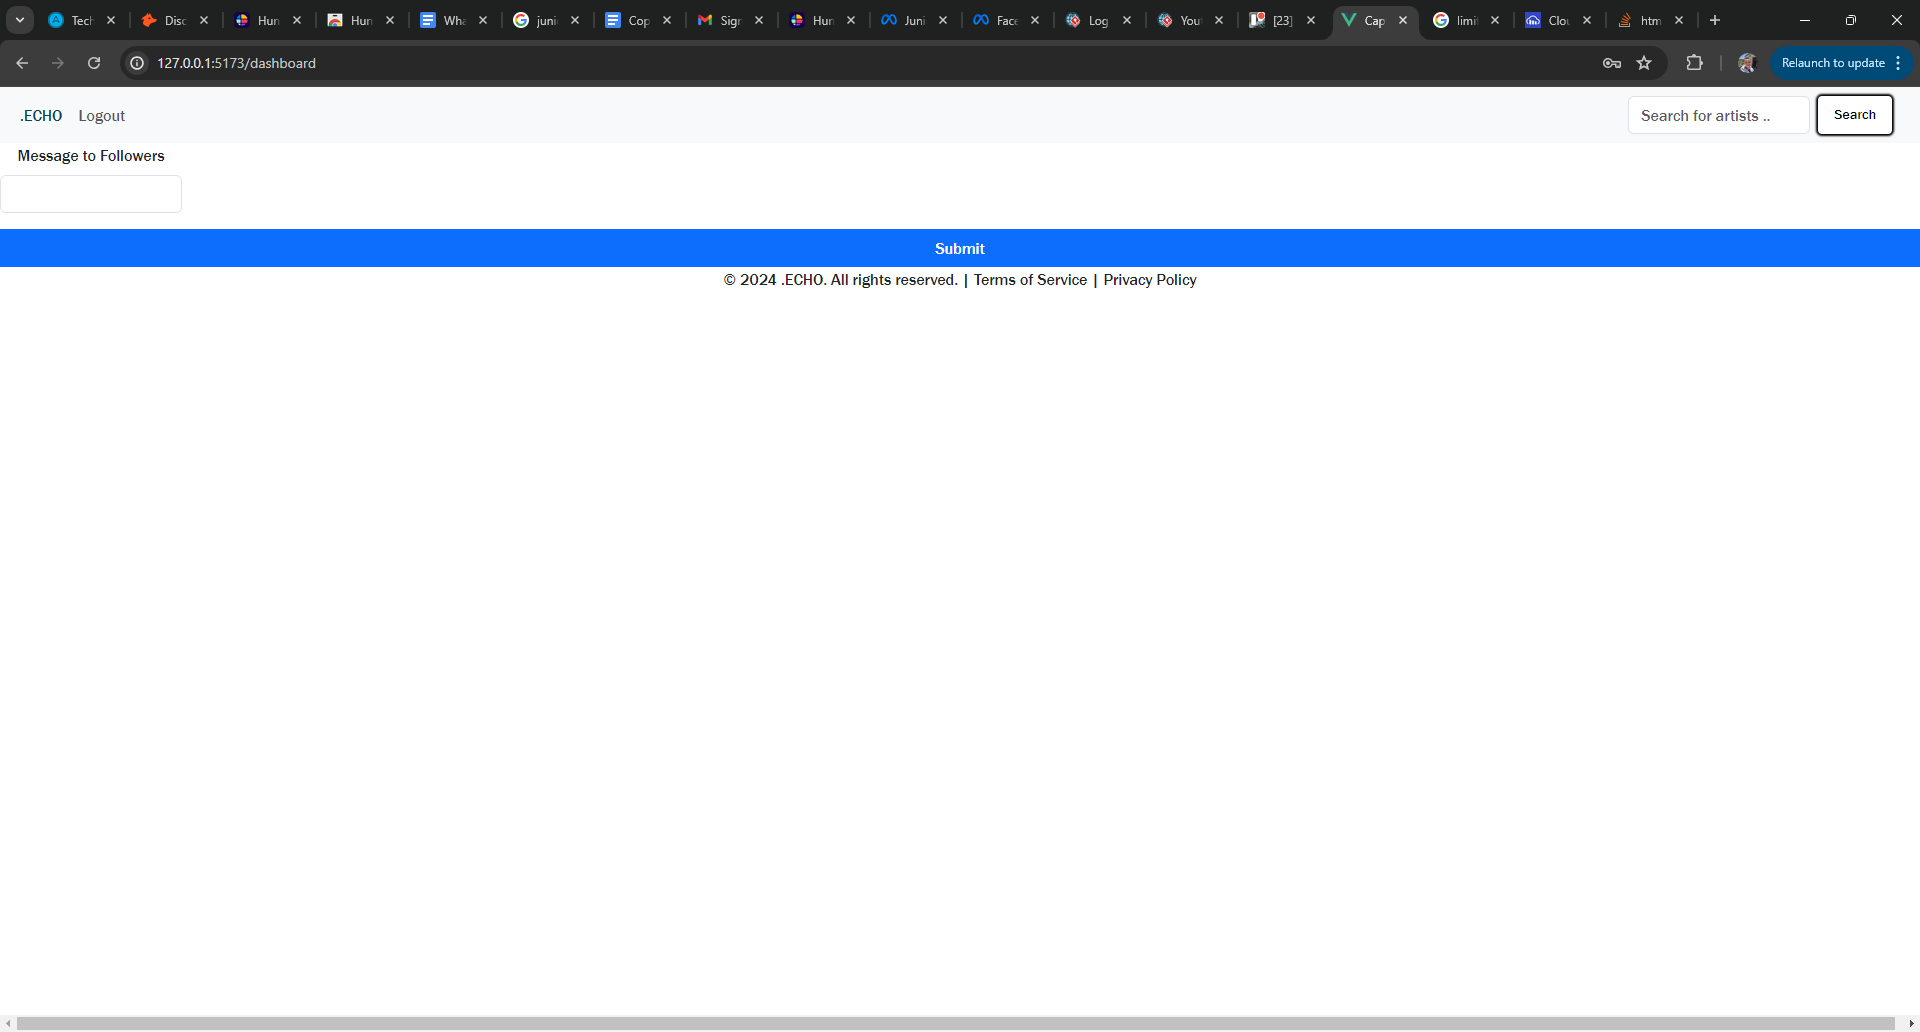 Tech
Disc
Hun
Hun
Wha
juni
Cop
Sign
Hun
Juni
Face
Log
You
[23]
Cap
limi
Clou
htm
127.0.0.1:5173/dashboard
Relaunch to update
.ECHO Logout
Search for artists ..
Search
Message to Followers
Submit
© 2024 .ECHO. All rights reserved. | Terms of Service | Privacy Policy